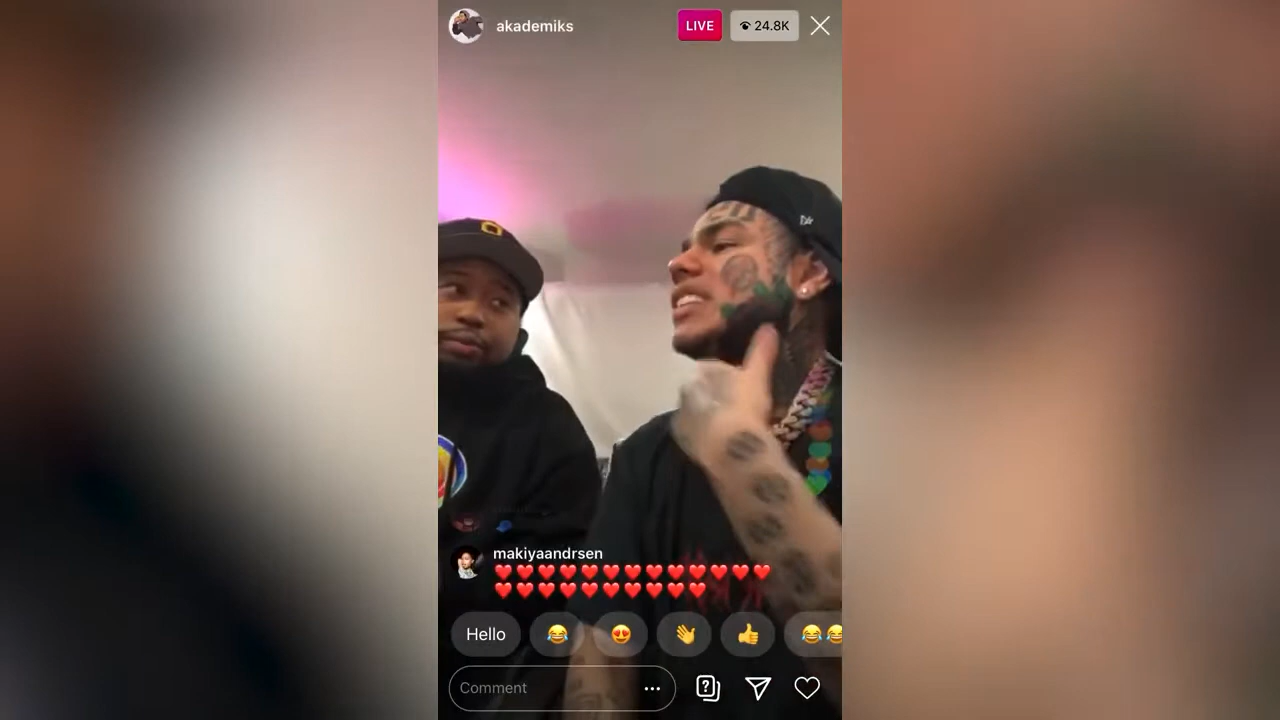 akademiks
LIVE
24.8K
makiyaandrsen
❤️❤️❤️❤️❤️❤️❤️❤️❤️❤️❤️❤️❤️
❤️❤️❤️❤️❤️❤️❤️❤️❤️❤️
Hello
😂
😍
👋
👍
😂😂
Comment